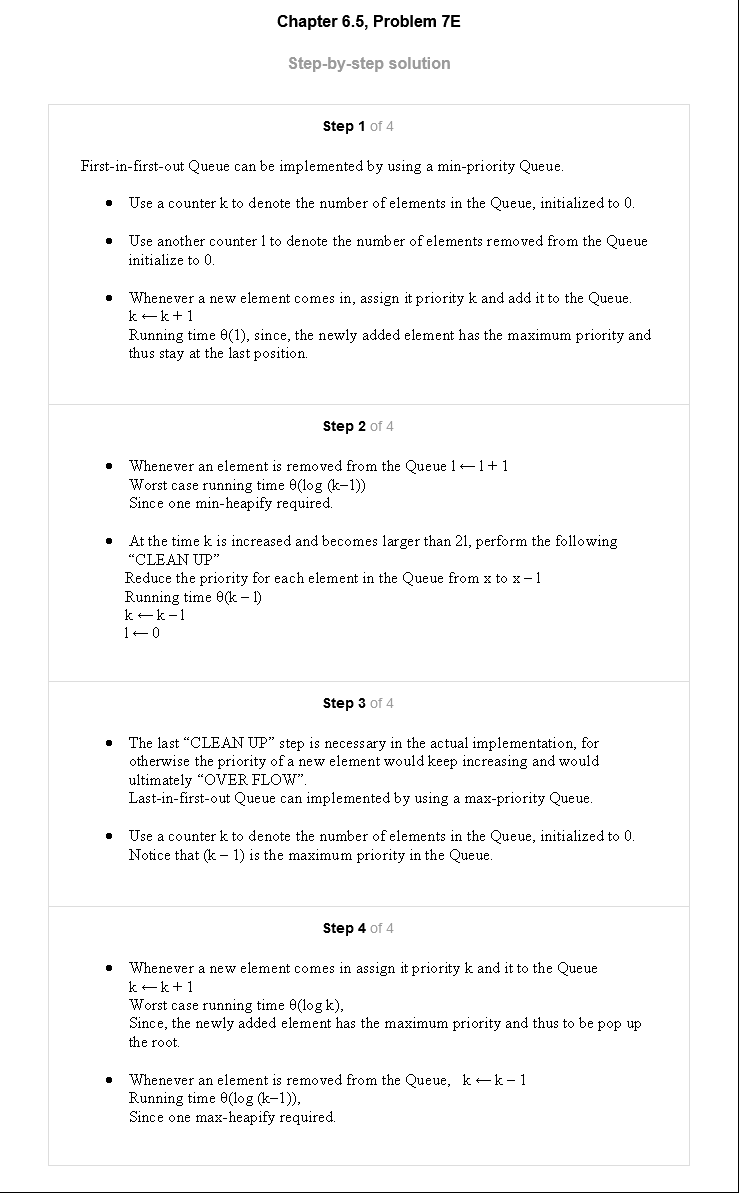 Chapter 6.5, Problem 7E
Step-by-step solution
Step 1 of 4
First-in-first-out Queue can be implemented by using a min-priority Queue.
• Use a counter k to denote the number of elements in the Queue, initialized to 0.
• Use another counter l to denote the number of elements removed from the Queue
initialize to 0.
• Whenever a new element comes in, assign it priority k and add it to the Queue.
k ← k + 1
Running time θ(1), since, the newly added element has the maximum priority and
thus stay at the last position.
Step 2 of 4
• Whenever an element is removed from the Queue l ← l + 1
Worst case running time θ(log (k−1))
Since one min-heapify required.
• At the time k is increased and becomes larger than 2l, perform the following
“CLEAN UP”
Reduce the priority for each element in the Queue from x to x – l
Running time θ(k – l)
k ← k – l
l ← 0
Step 3 of 4
• The last “CLEAN UP” step is necessary in the actual implementation, for
otherwise the priority of a new element would keep increasing and would
ultimately “OVER FLOW”.
Last-in-first-out Queue can implemented by using a max-priority Queue.
• Use a counter k to denote the number of elements in the Queue, initialized to 0.
Notice that (k – 1) is the maximum priority in the Queue.
Step 4 of 4
• Whenever a new element comes in assign it priority k and it to the Queue
k ← k + 1
Worst case running time θ(log k),
Since, the newly added element has the maximum priority and thus to be pop up
the root.
• Whenever an element is removed from the Queue, k ← k – 1
Running time θ(log (k−1)),
Since one max-heapify required.